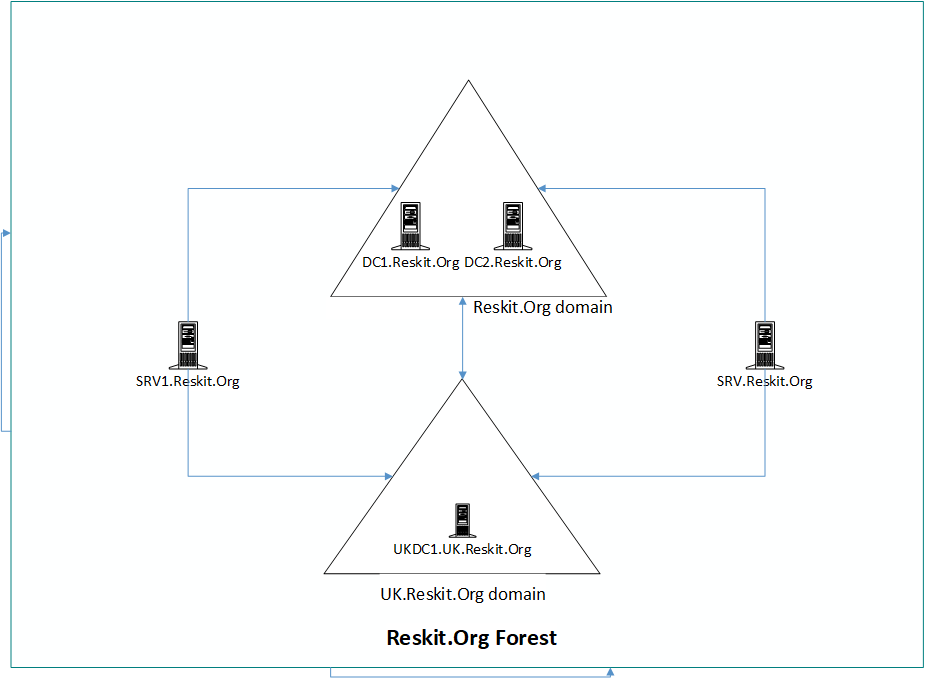 DC1.Reskit.Org DC2.Reskit.Org
Reskit.Org domain
SRV1.Reskit.Org
SRV.Reskit.Org
UKDC1.UK.Reskit.Org
UK.Reskit.Org domain
Reskit.Org Forest